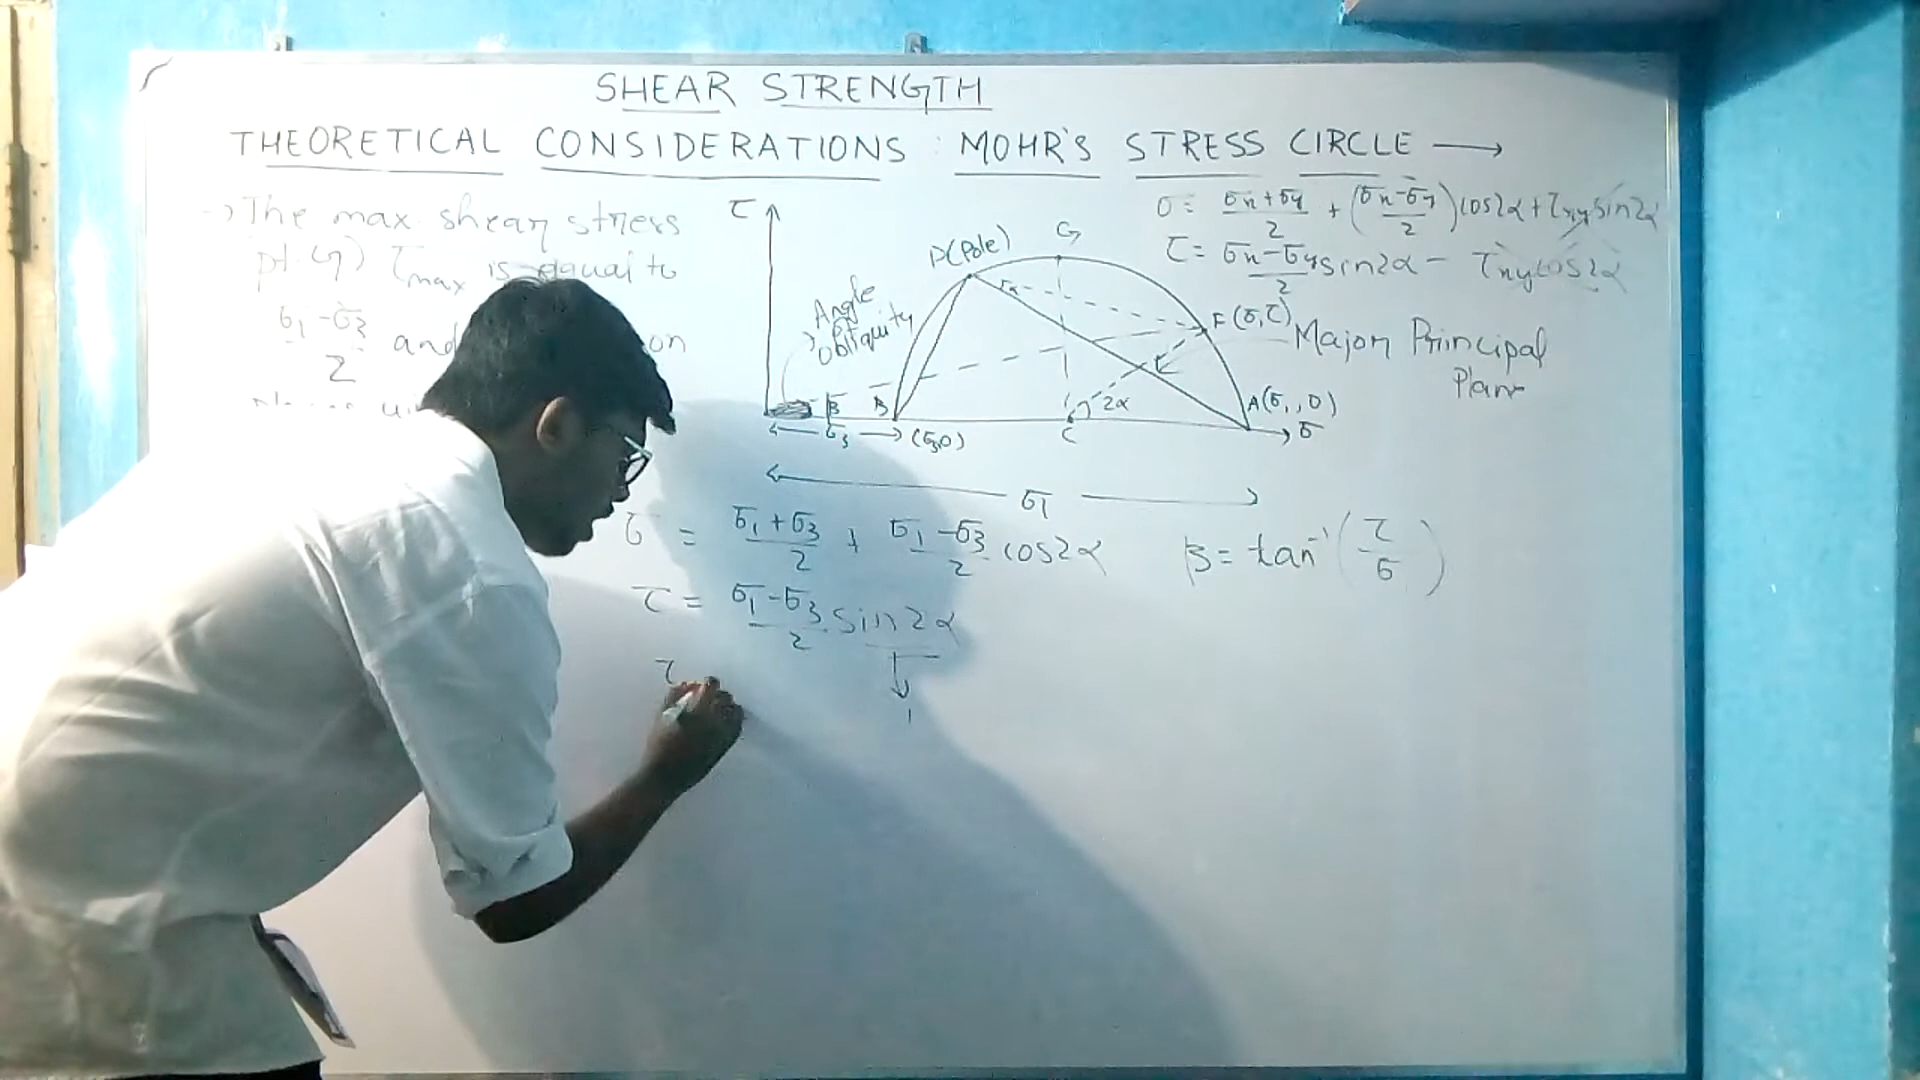 SHEAR STRENGTH
THEORETICAL CONSIDERATIONS : MOHR'S STRESS CIRCLE →
→ The max. shear stress
pt. G) τmax is equal to
σ1 - σ3 / 2 and on
τ
P(Pole)
G
Angle
of
obliquity
F(σ,τ)
Major Principal
Plane
β
B
2α
A(σ1, 0)
σ3
(σ3,0)
C
σ
σ1
σ = σx+σy / 2 + (σx-σy / 2) cos2α + τxy sin2α
τ = σx-σy / 2 sin2α - τxy cos2α
σ = σ1+σ3 / 2 + σ1-σ3 / 2 cos2α
β = tan⁻¹(τ/σ)
τ = σ1-σ3 / 2 sin2α
↓
1
τ